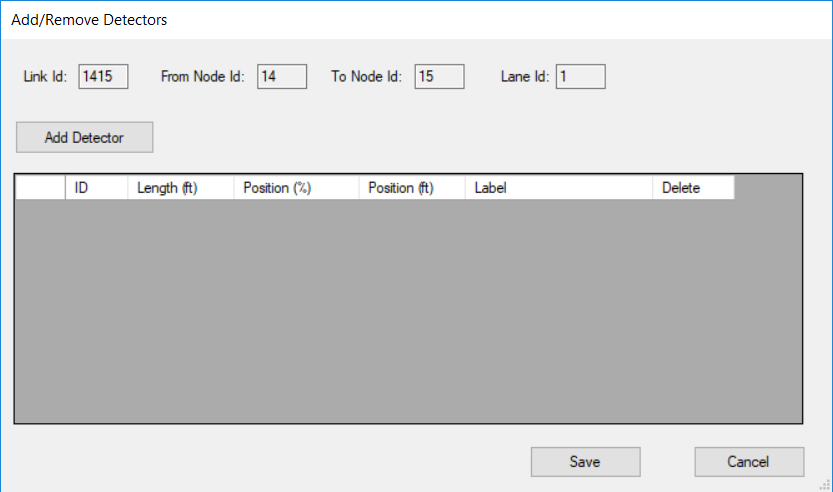 Add/Remove Detectors
Link Id: 1415 From Node Id: 14 To Node Id: 15 Lane Id: 1
Add Detector
ID Length (ft) Position (%) Position (ft) Label Delete
Save Cancel